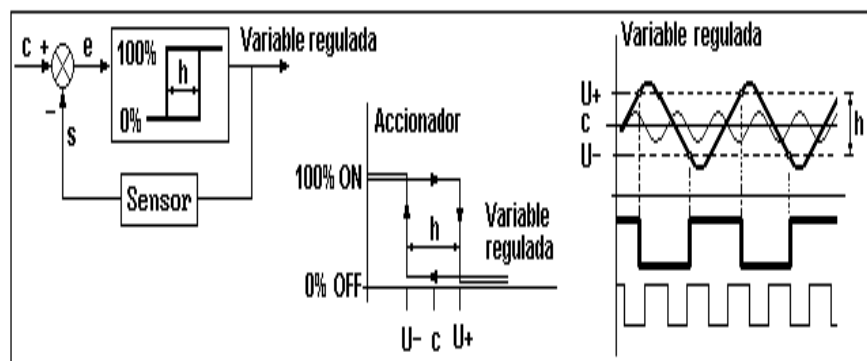 c + e
100%
h
0%
−
s
Variable regulada
Sensor
Accionador
100% ON
h
Variable
regulada
0% OFF
U− c U+
Variable regulada
U+
c
U−
h